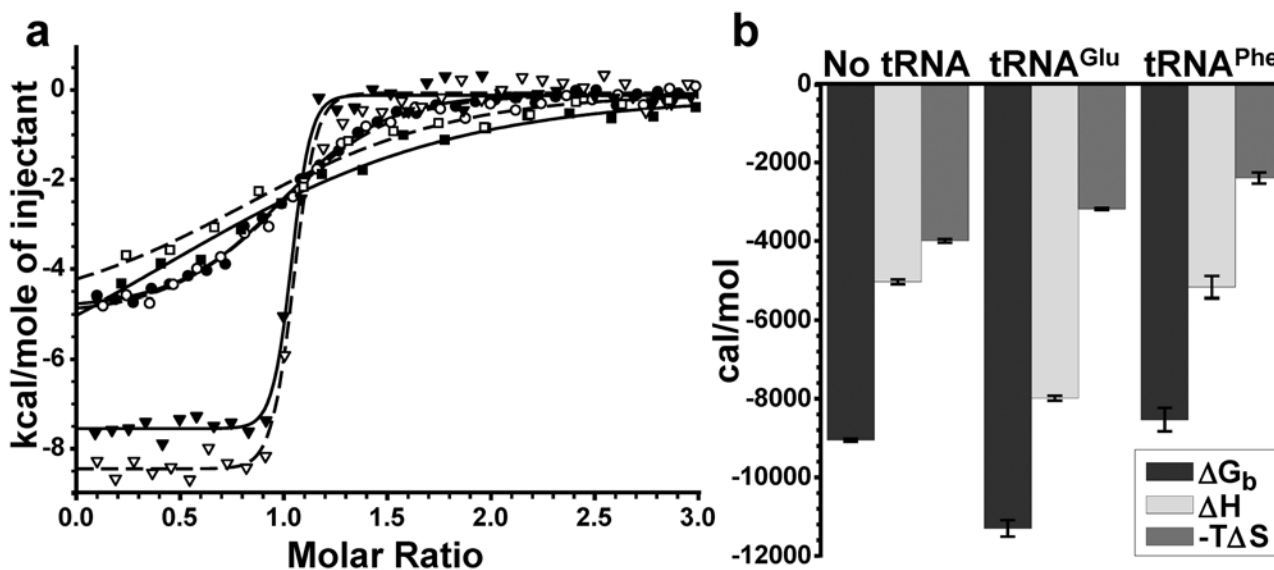 a
kcal/mole of injectant
0
-2
-4
-6
-8
0.0 0.5 1.0 1.5 2.0 2.5 3.0
Molar Ratio
b
No tRNA tRNAGlu tRNAPhe
cal/mol
0
-2000
-4000
-6000
-8000
-10000
-12000
ΔGb
ΔH
-TΔS